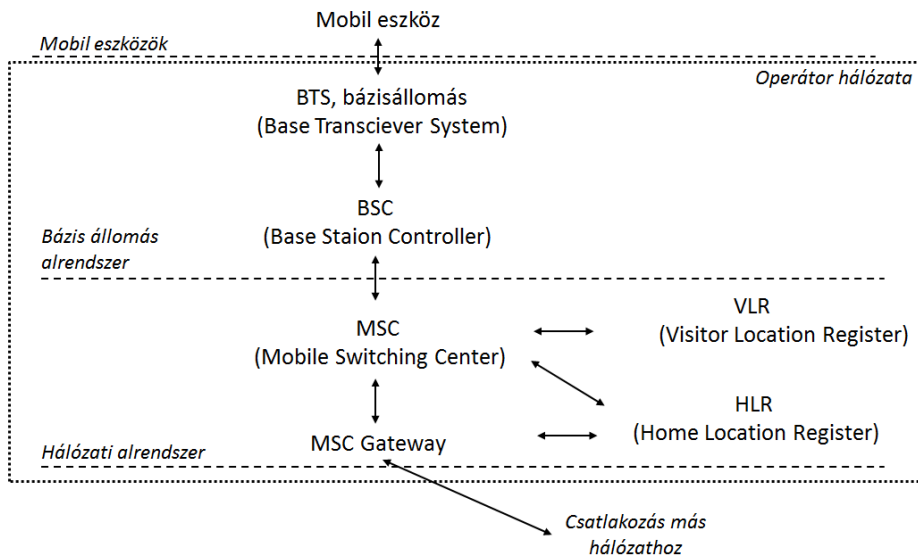 Mobil eszköz
Mobil eszközök
Operátor hálózata
BTS, bázisállomás
(Base Transciever System)
BSC
(Base Staion Controller)
Bázis állomás
alrendszer
MSC
(Mobile Switching Center)
VLR
(Visitor Location Register)
HLR
(Home Location Register)
MSC Gateway
Hálózati alrendszer
Csatlakozás más
hálózathoz